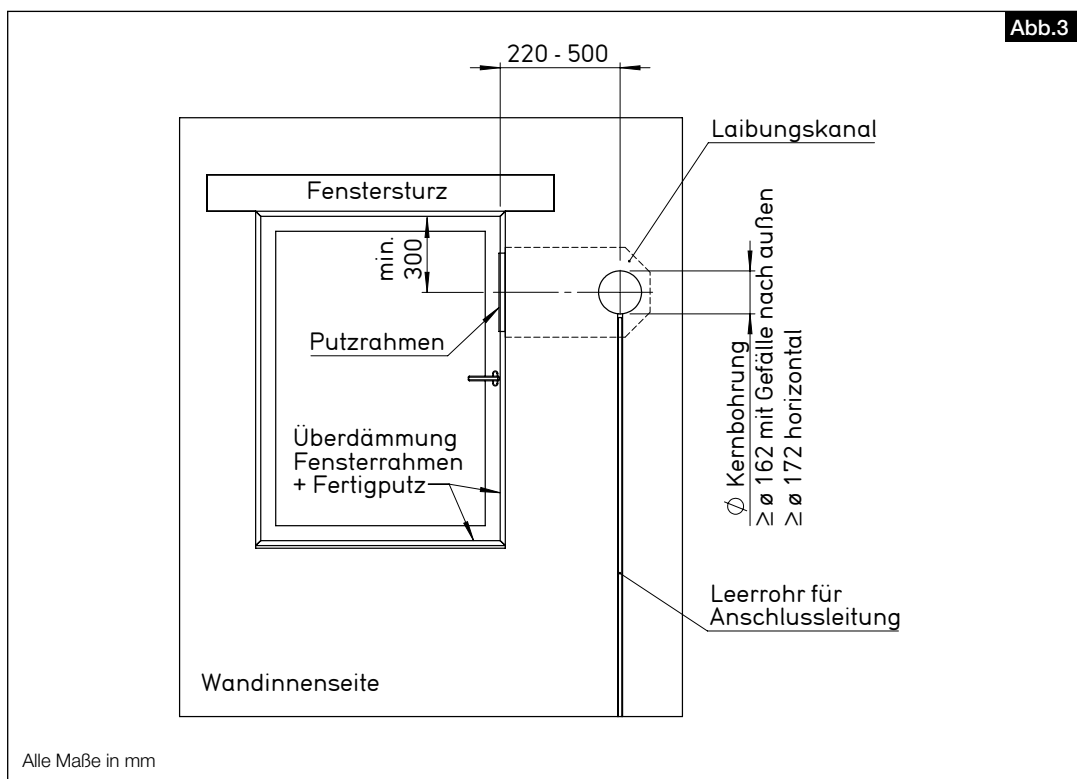 Abb.3
220 - 500
Laibungskanal
Fenstersturz
min.
300
Putzrahmen
Ø Kernbohrung
≥ ø 162 mit Gefälle nach außen
≥ ø 172 horizontal
Überdämmung
Fensterrahmen
+ Fertigputz
Leerrohr für
Anschlussleitung
Wandinnenseite
Alle Maße in mm